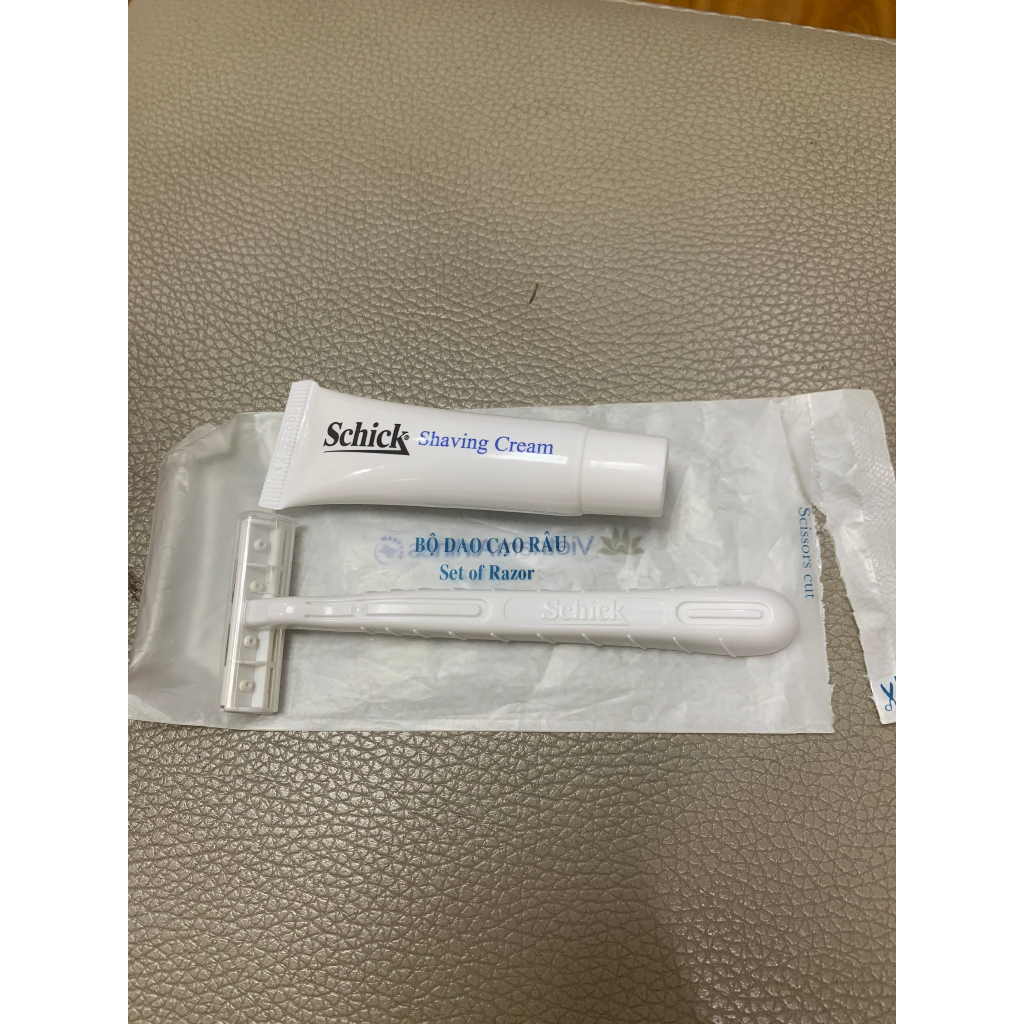 Schick® Shaving Cream
BỘ DAO CẠO RÂU
Set of Razor
Schick
Scissors cut